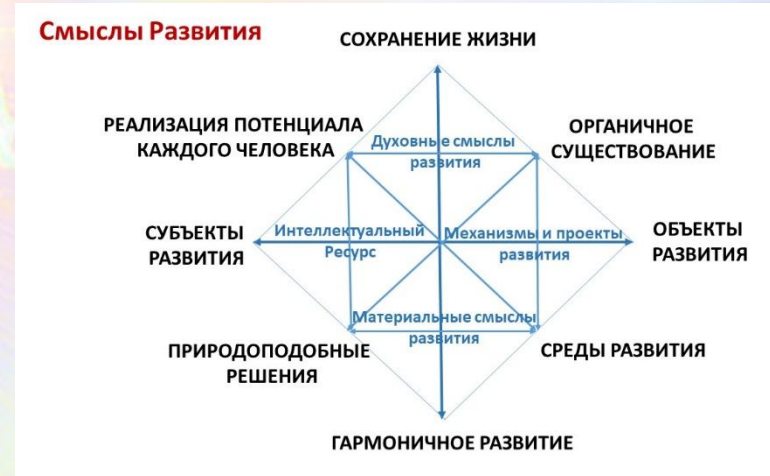 Смыслы Развития
СОХРАНЕНИЕ ЖИЗНИ
РЕАЛИЗАЦИЯ ПОТЕНЦИАЛА
КАЖДОГО ЧЕЛОВЕКА
Духовные смыслы
развития
ОРГАНИЧНОЕ
СУЩЕСТВОВАНИЕ
СУБЪЕКТЫ
РАЗВИТИЯ
Интеллектуальный
Ресурс
Механизмы и проекты
развития
ОБЪЕКТЫ
РАЗВИТИЯ
Материальные смыслы
развития
ПРИРОДОПОДОБНЫЕ
РЕШЕНИЯ
СРЕДЫ РАЗВИТИЯ
ГАРМОНИЧНОЕ РАЗВИТИЕ